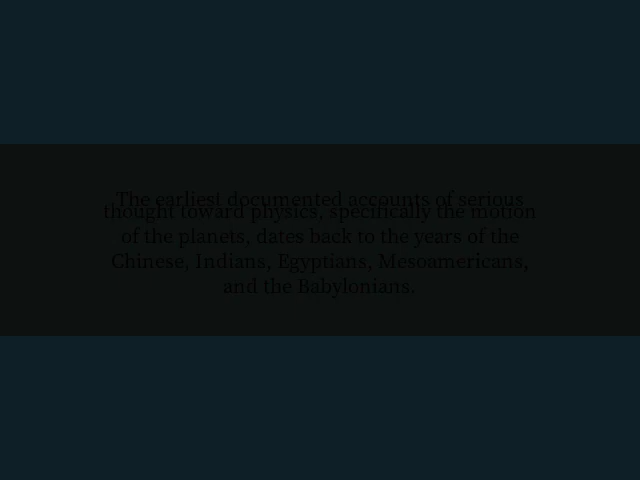 The earliest documented accounts of serious
thought toward physics, specifically the motion
of the planets, dates back to the years of the
Chinese, Indians, Egyptians, Mesoamericans,
and the Babylonians.